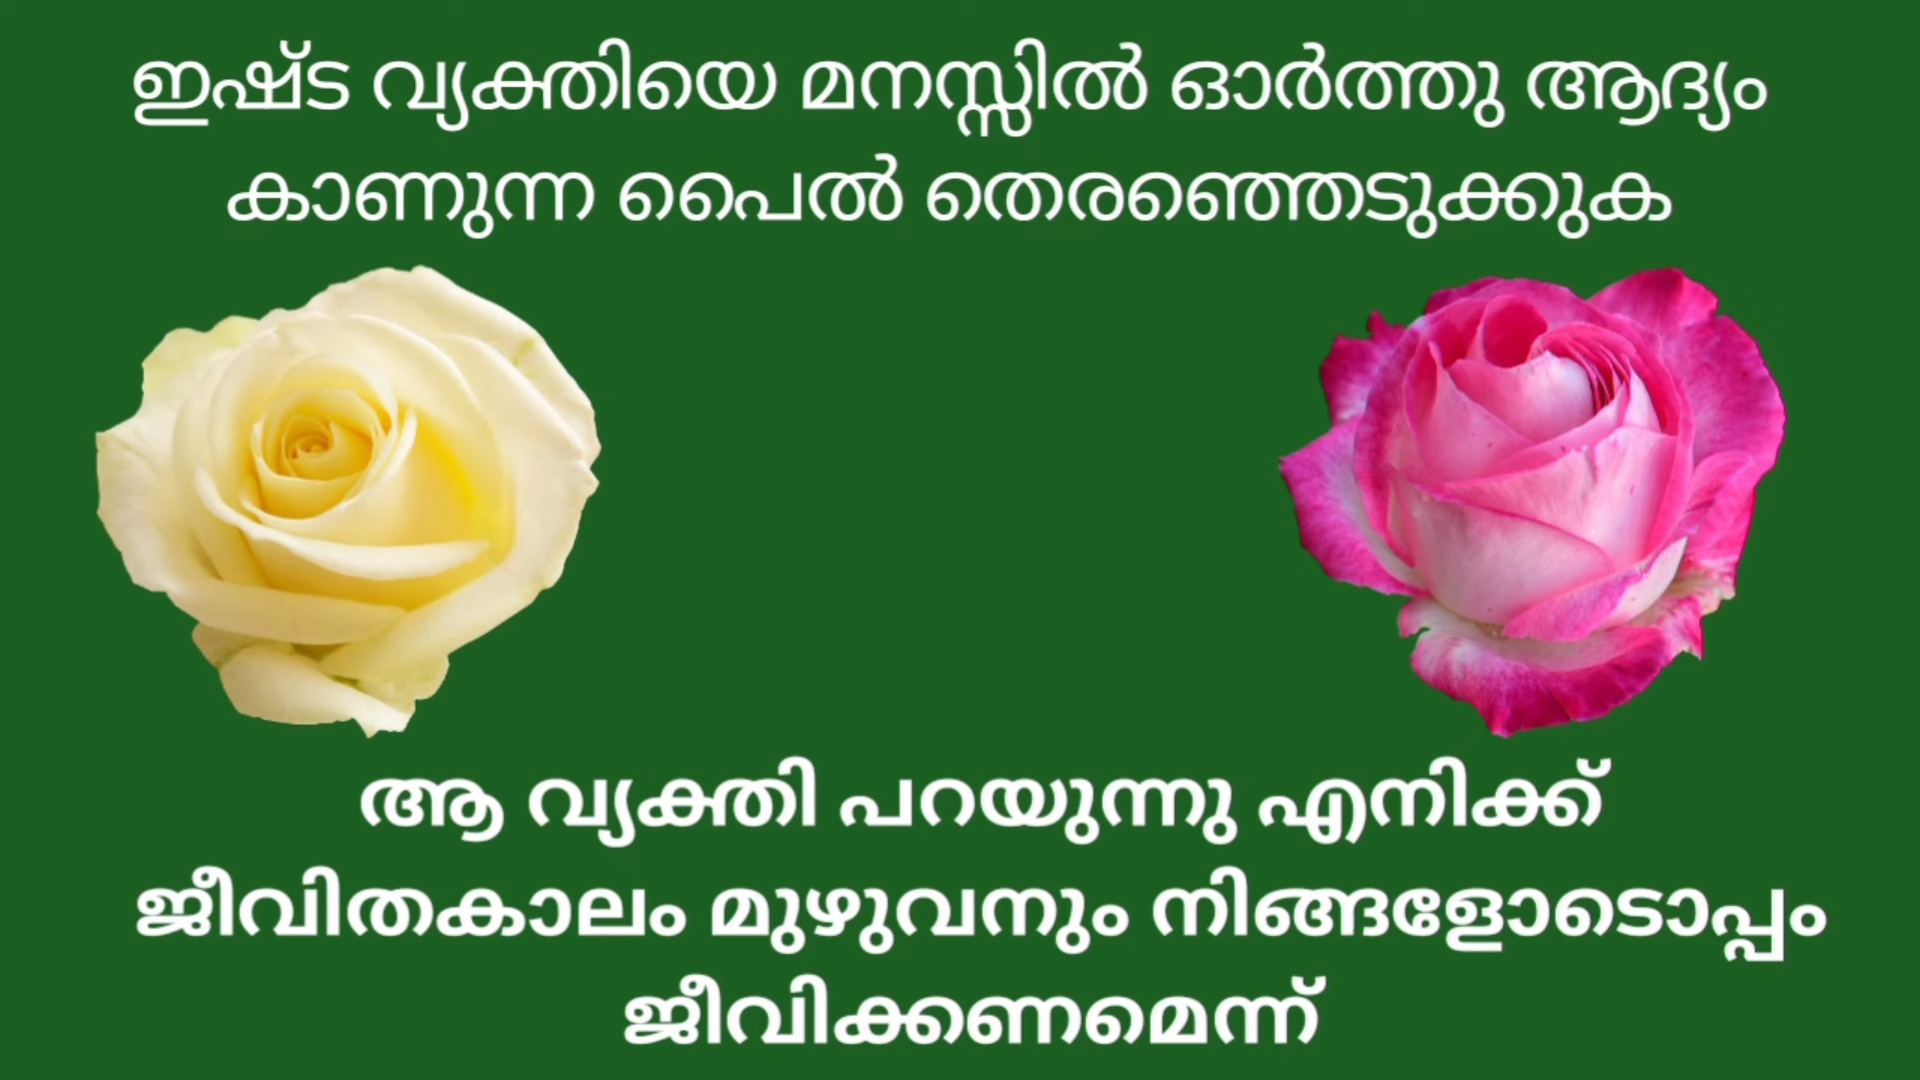 ഇഷ്ട വ്യക്തിയെ മനസ്സിൽ ഓർത്തു ആദ്യം
കാണുന്ന പൈൽ തെരഞ്ഞെടുക്കുക
ആ വ്യക്തി പറയുന്നു എനിക്ക്
ജീവിതകാലം മുഴുവനും നിങ്ങളോടൊപ്പം
ജീവിക്കണമെന്ന്